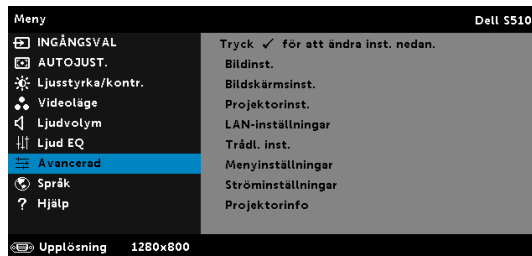 Meny Dell S510
INGÅNGSVAL
AUTOJUST.
Ljusstyrka/kontr.
Videoläge
Ljudvolym
Ljud EQ
Avancerad
Språk
Hjälp
Tryck ✓ för att ändra inst. nedan.
Bildinst.
Bildskärmsinst.
Projektorinst.
LAN-inställningar
Trådl. inst.
Menyinställningar
Ströminställningar
Projektorinfo
Upplösning 1280x800